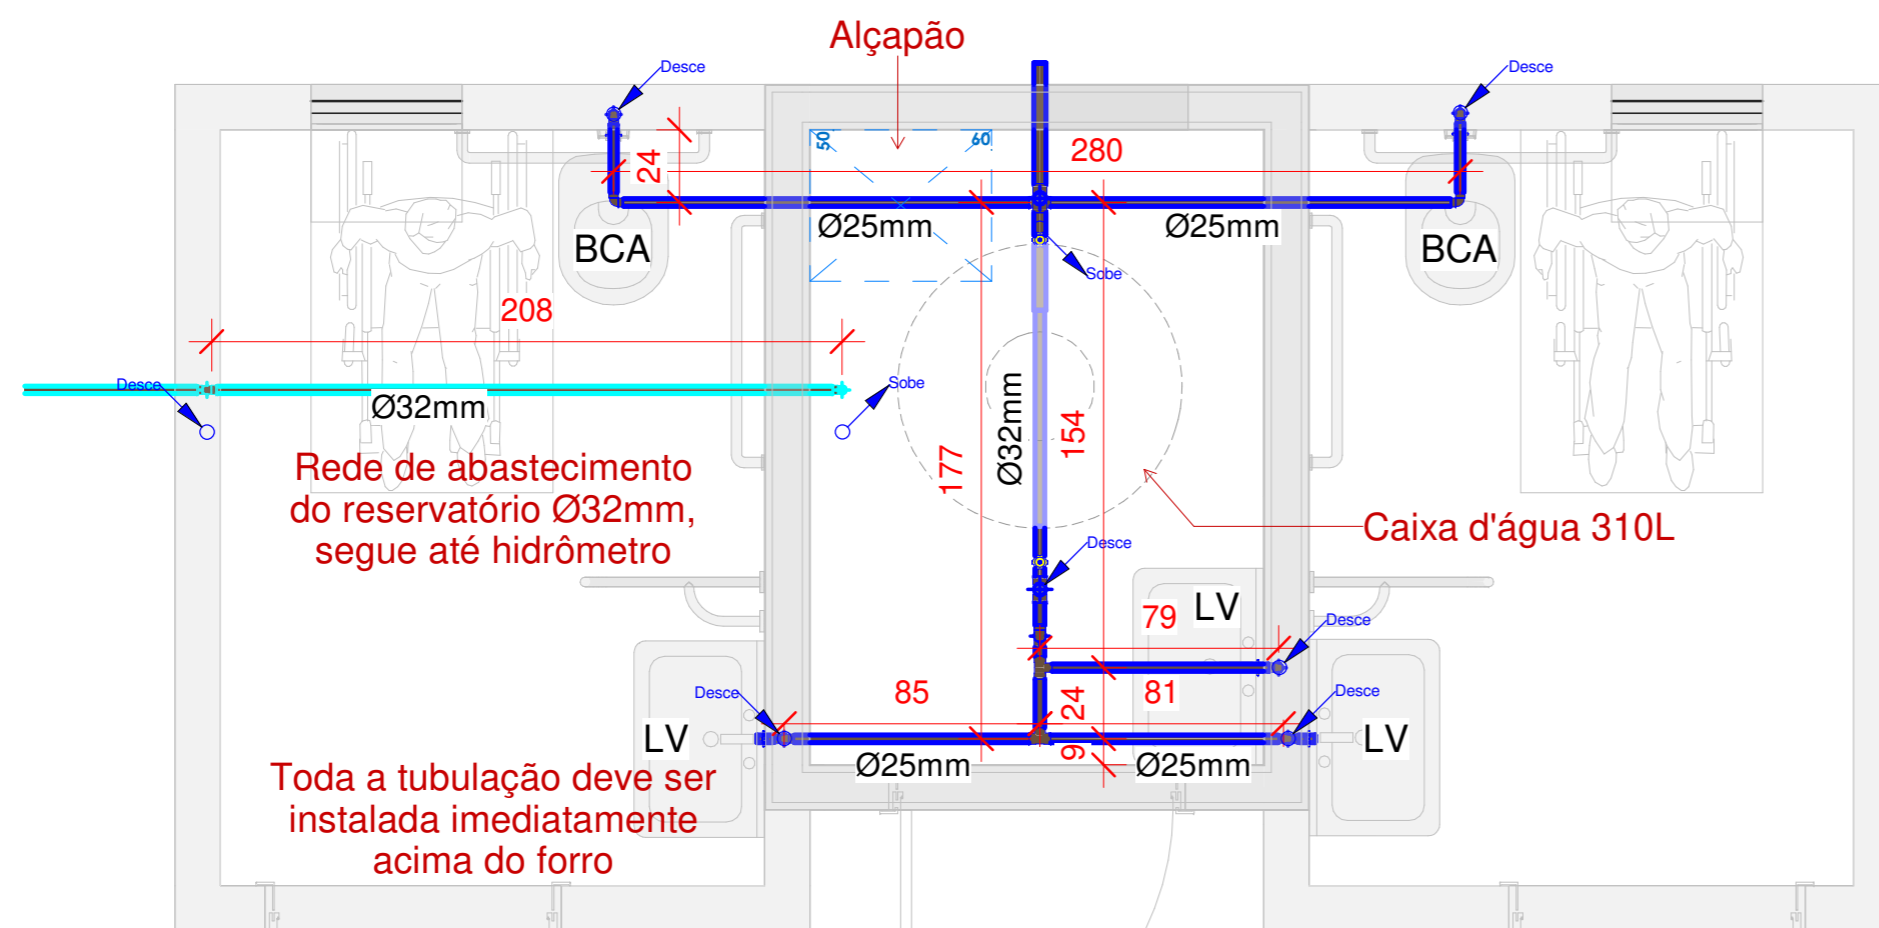 Alçapão
Desce
Desce
50
60
280
24
Ø25mm
Ø25mm
BCA
BCA
Sobe
208
Desce
Sobe
Ø32mm
Ø32mm
154
177
Rede de abastecimento
do reservatório Ø32mm,
segue até hidrômetro
Caixa d'água 310L
Desce
LV
79
Desce
85
24
81
Desce
Desce
LV
LV
9
Ø25mm
Ø25mm
Toda a tubulação deve ser
instalada imediatamente
acima do forro